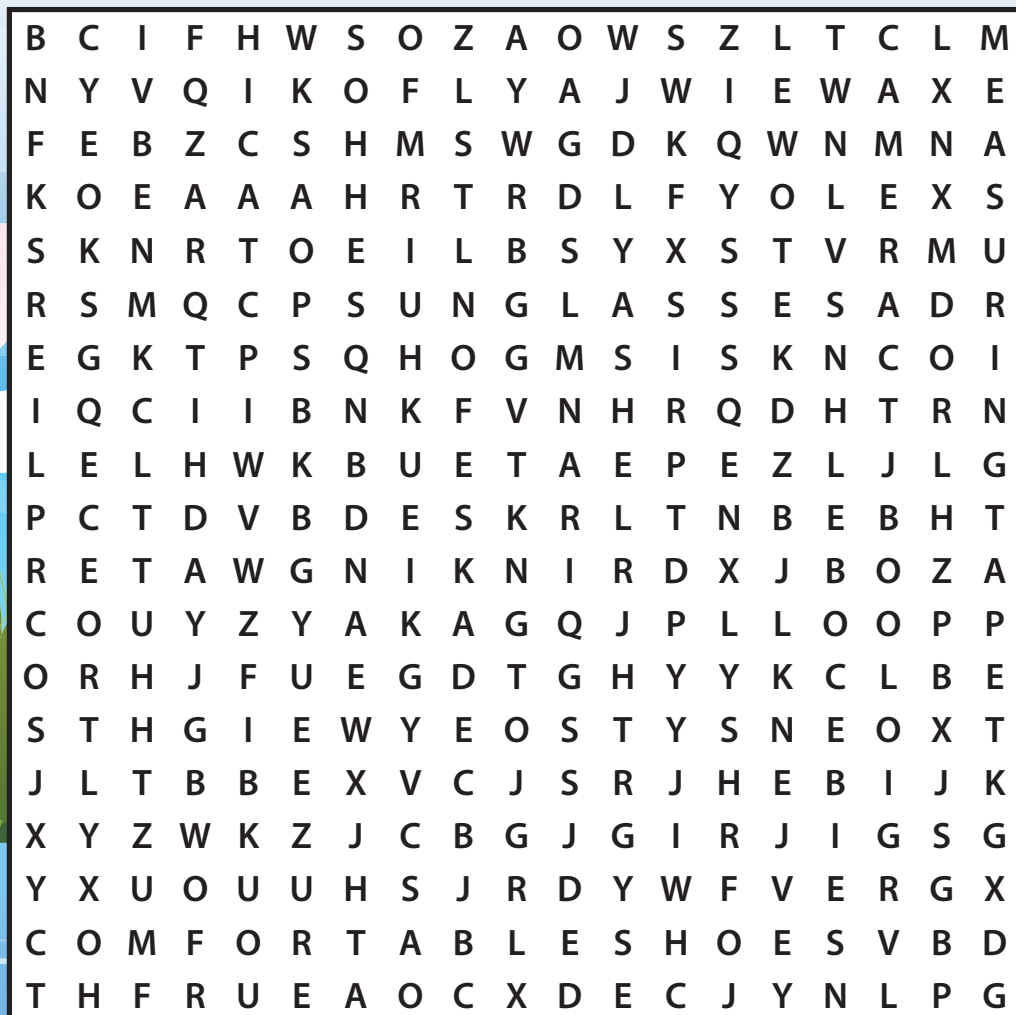 B C I F H W S O Z A O W S Z L T C L M
N Y V Q I K O F L Y A J W I E W A X E
F E B Z C S H M S W G D K Q W N M N A
K O E A A A H R T R D L F Y O L E X S
S K N R T O E I L B S Y X S T V R M U
R S M Q C P S U N G L A S S E S A D R
E G K T P S Q H O G M S I S K N C O I
I Q C I I B N K F V N H R Q D H T R N
L E L H W K B U E T A E P E Z L J L G
P C T D V B D E S K R L T N B E B H T
R E T A W G N I K N I R D X J B O Z A
C O U Y Z Y A K A G Q J P L L O O P P
O R H J F U E G D T G H Y Y K C L B E
S T H G I E W Y E O S T Y S N E O X T
J L T B B E X V C J S R J H E B I J K
X Y Z W K Z J C B G J G I R J I G S G
Y X U O U U H S J R D Y W F V E R G X
C O M F O R T A B L E S H O E S V B D
T H F R U E A O C X D E C J Y N L P G